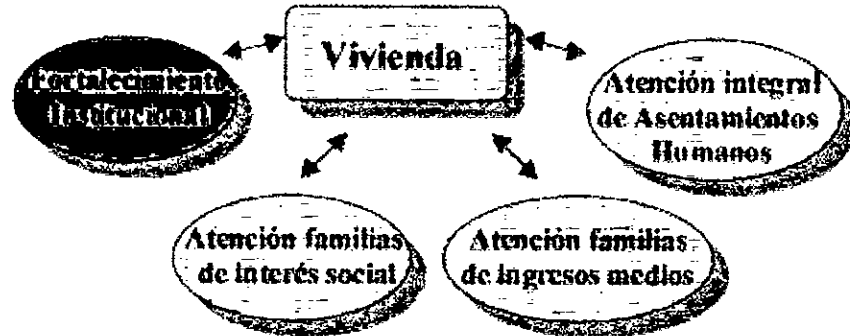 Vivienda
Fortalecimiento
Institucional
Atención integral
de Asentamientos
Humanos
Atención familias
de interés social
Atención familias
de ingresos medios